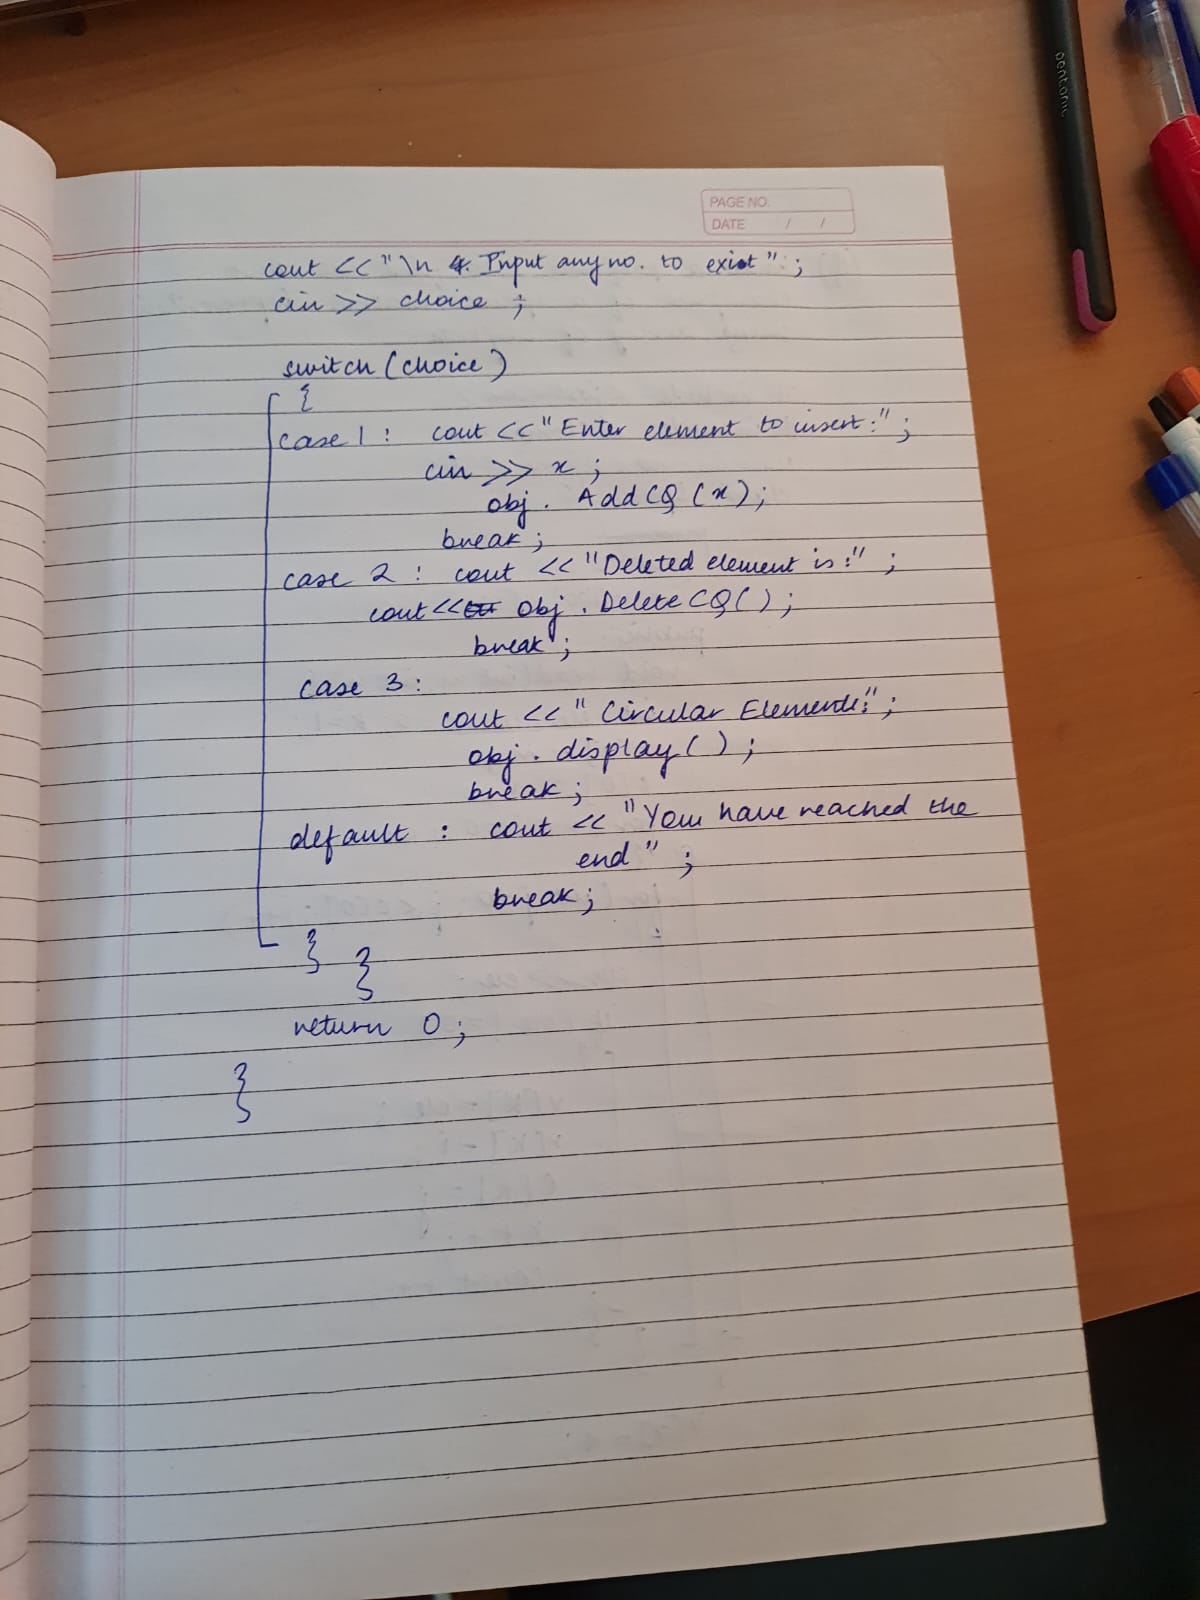 PAGE NO.
DATE / /
cout << "\n 4. Input any no. to exist" ;
cin >> choice ;
switch (choice)
{
case 1 : cout << "Enter element to insert:" ;
cin >> x ;
obj . AddCQ (x) ;
break ;
case 2 : cout << "Deleted element is :" ;
cout << obj . DeleteCQ( ) ;
break ;
case 3 :
cout << " Circular Elements:" ;
obj . display ( ) ;
break ;
default : cout << "You have reached the
end " ;
break ;
}
}
return 0 ;
}
pentonic